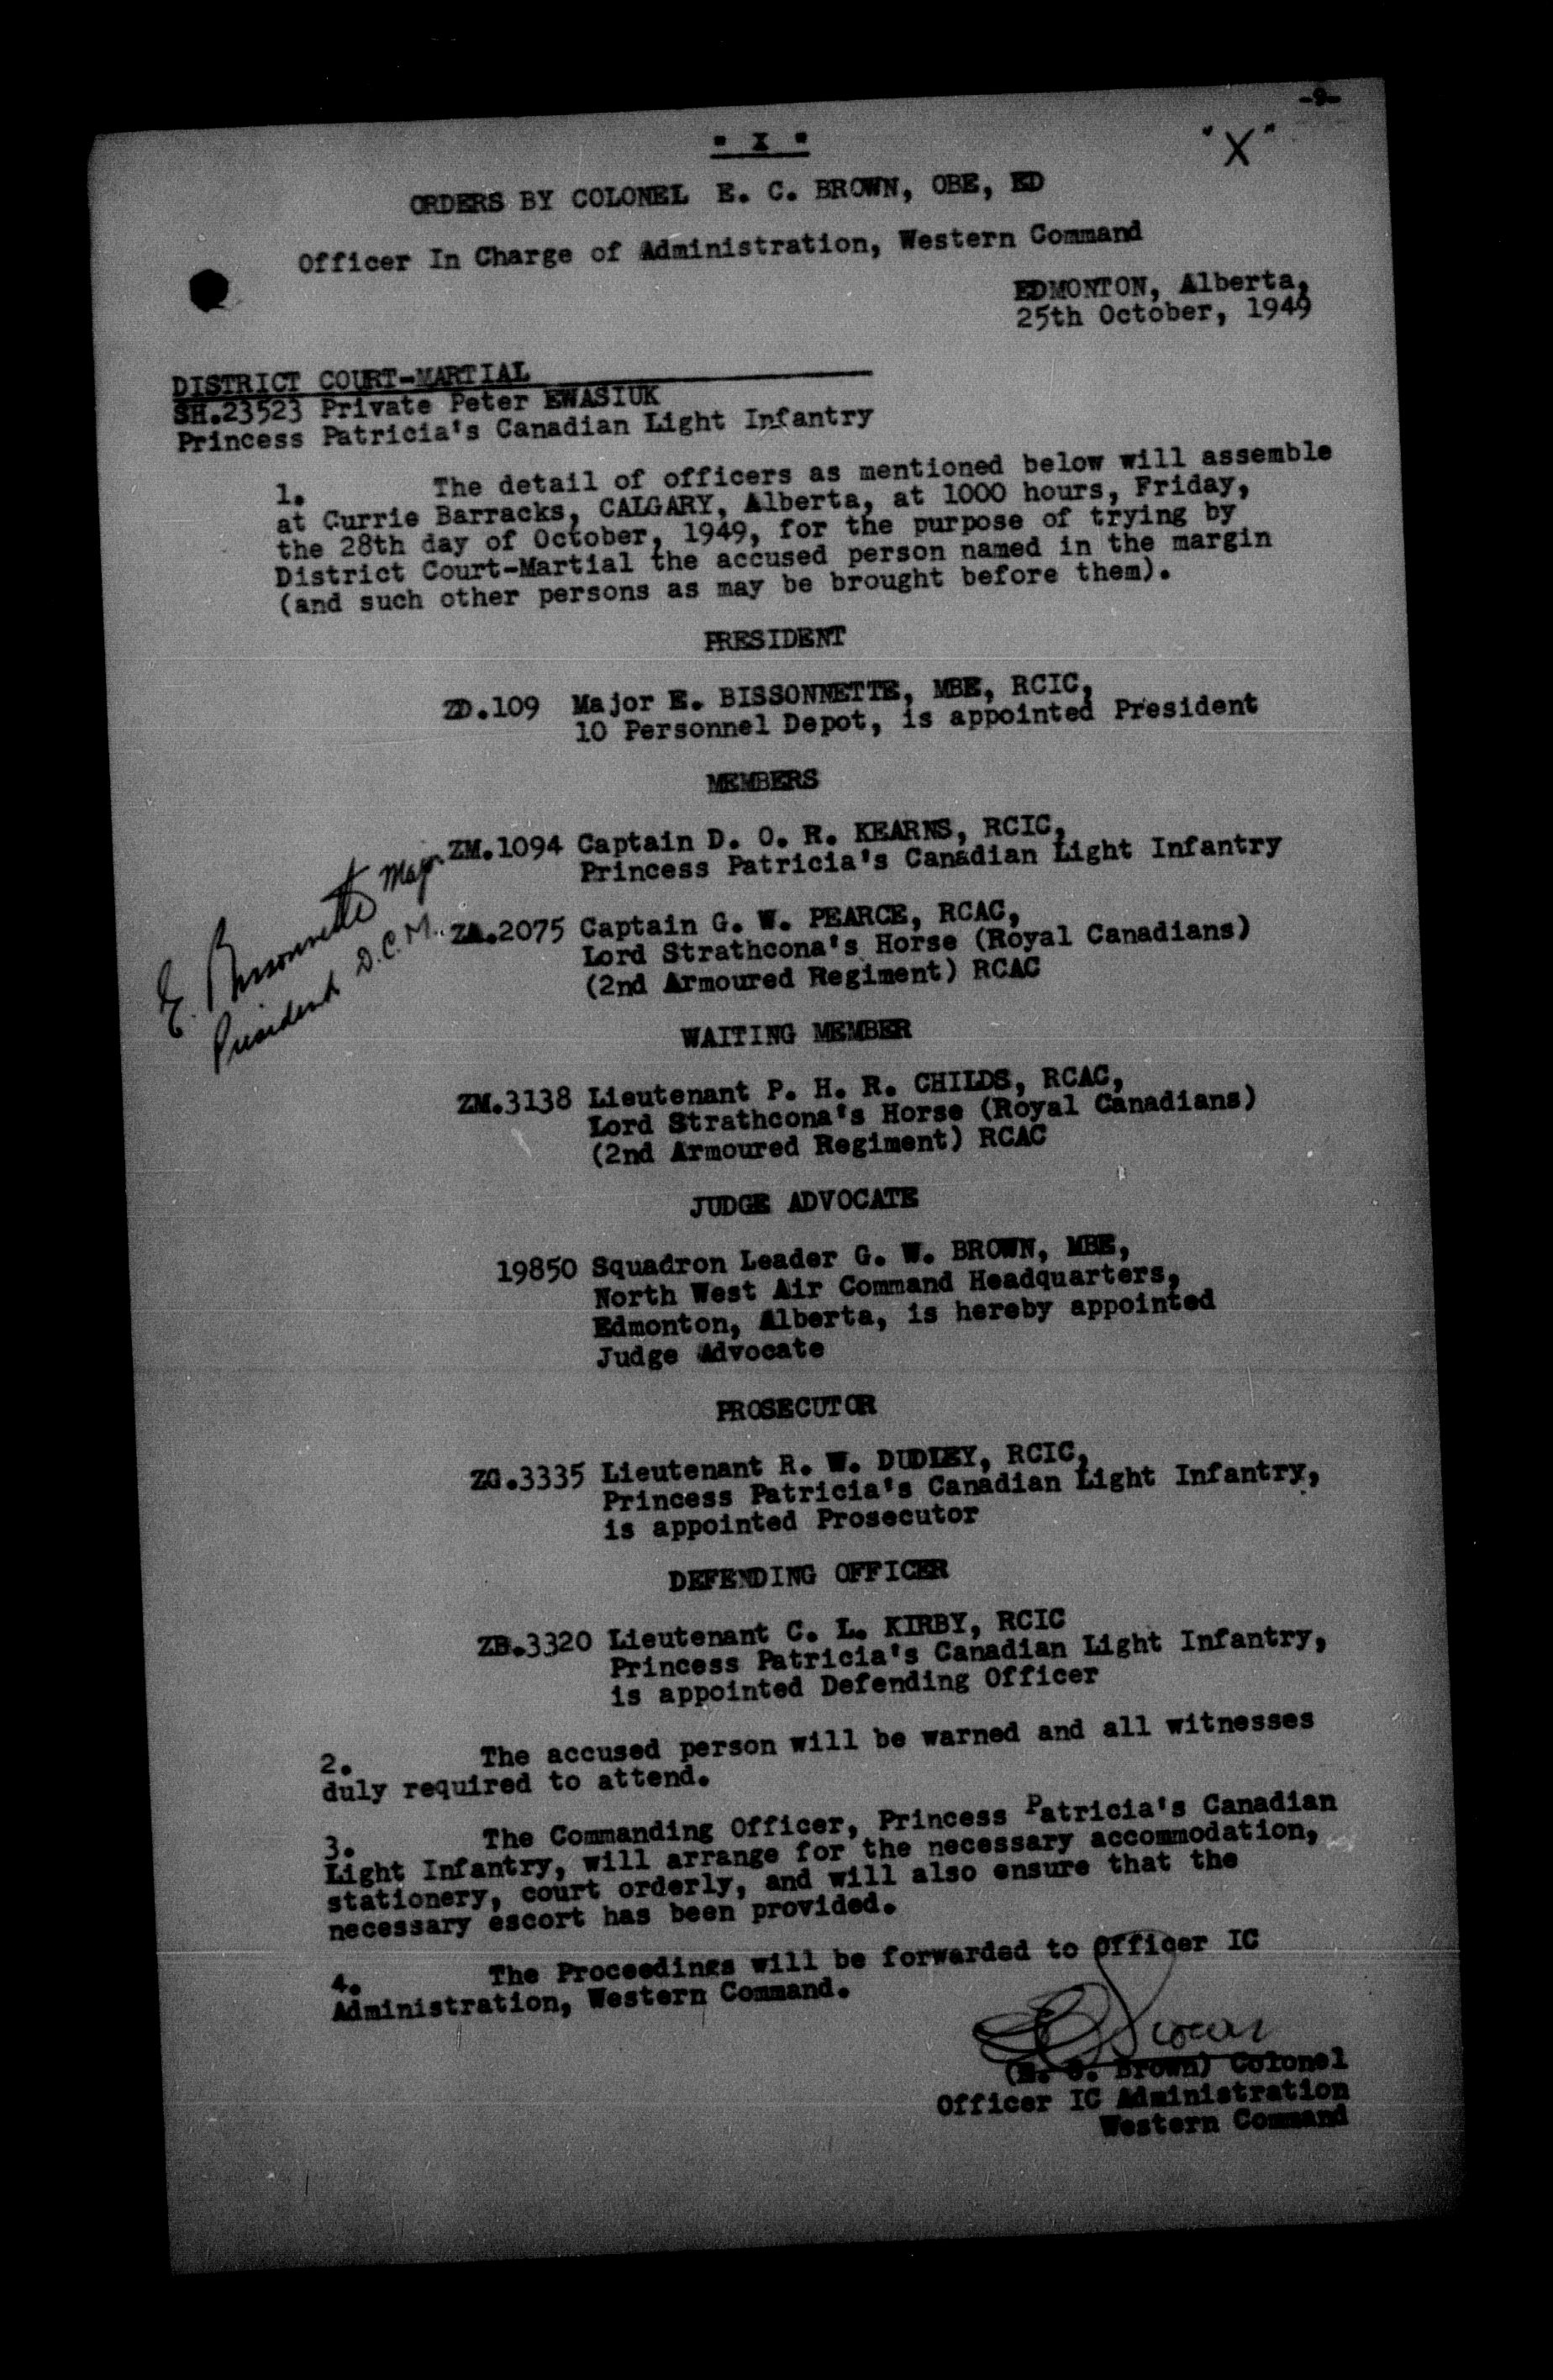 -9-
" X "
"X"
ORDERS BY COLONEL E. C. BROWN, OBE, ED
Officer In Charge of Administration, Western Command
EDMONTON, Alberta,
25th October, 1949
DISTRICT COURT-MARTIAL
SH.23523 Private Peter EWASIUK
Princess Patricia's Canadian Light Infantry
1. The detail of officers as mentioned below will assemble
at Currie Barracks, CALGARY, Alberta, at 1000 hours, Friday,
the 28th day of October, 1949, for the purpose of trying by
District Court-Martial the accused person named in the margin
(and such other persons as may be brought before them).
PRESIDENT
ZD.109 Major E. BISSONNETTE, MBE, RCIC,
10 Personnel Depot, is appointed President
MEMBERS
ZM.1094 Captain D. O. R. KEARNS, RCIC,
Princess Patricia's Canadian Light Infantry
E. Bissonnette Major
President D.C.M.
ZA.2075 Captain G. W. PEARCE, RCAC,
Lord Strathcona's Horse (Royal Canadians)
(2nd Armoured Regiment) RCAC
WAITING MEMBER
ZM.3138 Lieutenant P. H. R. CHILDS, RCAC,
Lord Strathcona's Horse (Royal Canadians)
(2nd Armoured Regiment) RCAC
JUDGE ADVOCATE
19850 Squadron Leader G. W. BROWN, MBE,
North West Air Command Headquarters,
Edmonton, Alberta, is hereby appointed
Judge Advocate
PROSECUTOR
ZG.3335 Lieutenant R. W. DUDLEY, RCIC,
Princess Patricia's Canadian Light Infantry,
is appointed Prosecutor
DEFENDING OFFICER
ZB.3320 Lieutenant C. L. KIRBY, RCIC
Princess Patricia's Canadian Light Infantry,
is appointed Defending Officer
2. The accused person will be warned and all witnesses
duly required to attend.
3. The Commanding Officer, Princess Patricia's Canadian
Light Infantry, will arrange for the necessary accommodation,
stationery, court orderly, and will also ensure that the
necessary escort has been provided.
4. The Proceedings will be forwarded to Officer IC
Administration, Western Command.
E C Brown
(E. C. Brown) Colonel
Officer IC Administration
Western Command